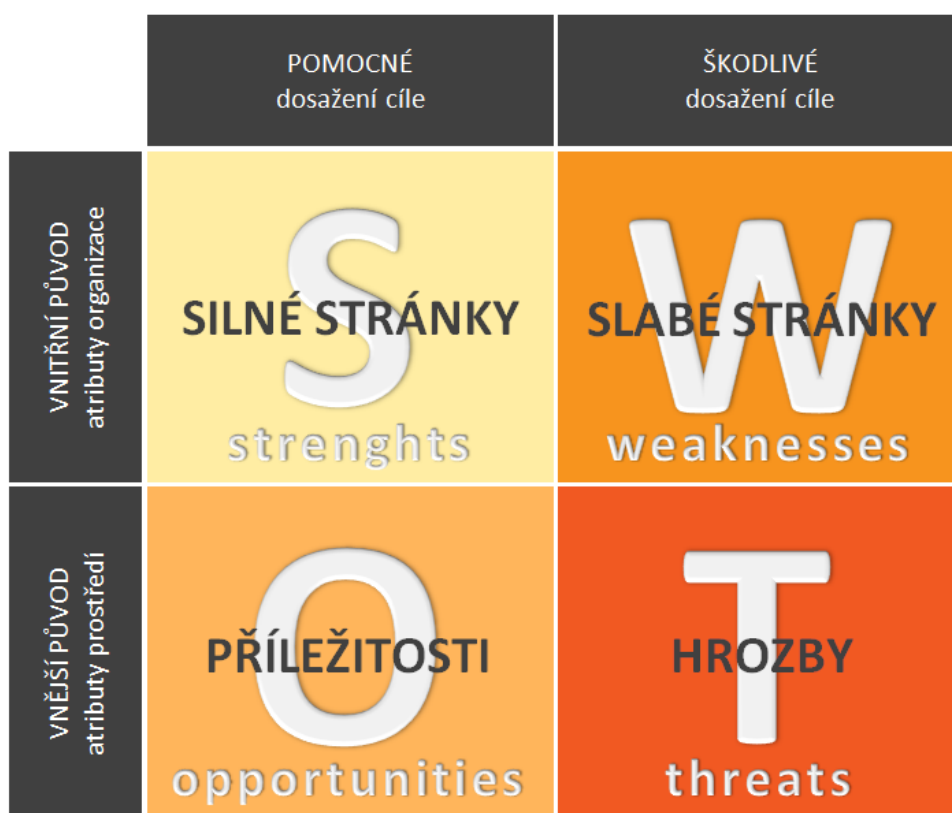 POMOCNÉ
dosažení cíle
ŠKODLIVÉ
dosažení cíle
VNITŘNÍ PŮVOD
atributy organizace
S
SILNÉ STRÁNKY
strenghts
W
SLABÉ STRÁNKY
weaknesses
VNĚJŠÍ PŮVOD
atributy prostředí
O
PŘÍLEŽITOSTI
opportunities
T
HROZBY
threats